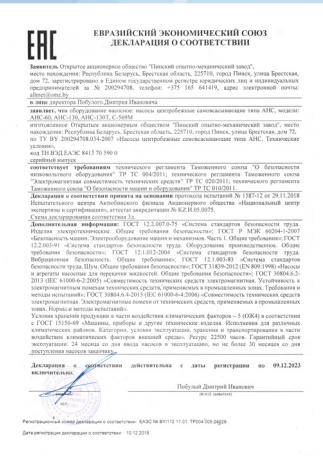 ЕВРАЗИЙСКИЙ ЭКОНОМИЧЕСКИЙ СОЮЗ
ДЕКЛАРАЦИЯ О СООТВЕТСТВИИ
EAC
Заявитель Открытое акционерное общество "Пинский опытно-механический завод",
место нахождения: Республика Беларусь, Брестская область, 225710, город Пинск, улица Брестская,
дом 72, зарегистрировано в Едином государственном регистре юридических лиц и индивидуальных
предпринимателей за № 200294708, номер телефона: +375 165 641419, адрес электронной почты:
в лице директора Побулого Дмитрия Ивановича
заявляет, что оборудование насосное: насосы центробежные самовсасывающие типа АНС, модели:
АНС-60, АНС-130, АНС-130Т, С-569М
изготовленное Открытым акционерным обществом "Пинский опытно-механический завод",
место нахождения: Республика Беларусь, Брестская область, 225710, город Пинск, улица Брестская, дом 72,
по ТУ BY 200294708.034-2007 «Насосы центробежные самовсасывающие типа АНС. Технические
условия»,
код ТН ВЭД ЕАЭС 8413 70 590 0
серийный выпуск
соответствует требованиям технического регламента Таможенного союза "О безопасности
низковольтного оборудования" ТР ТС 004/2011; технического регламента Таможенного союза
"Электромагнитная совместимость технических средств" ТР ТС 020/2011; технического регламента
Таможенного союза "О безопасности машин и оборудования" ТР ТС 010/2011.
Декларация о соответствии принята на основании протокола испытаний № 1587-12 от 29.11.2018
Испытательного центра Актюбинского филиала Акционерного общества «Национальный центр
экспертизы и сертификации», аттестат аккредитации № KZ.И.05.0075.
Схема декларирования соответствия 3д.
Дополнительная информация: ГОСТ 12.2.007.0-75 «Система стандартов безопасности труда.
Изделия электротехнические. Общие требования безопасности»; ГОСТ Р МЭК 60204-1-2007
«Безопасность машин. Электрооборудование машин и механизмов. Часть 1. Общие требования»; ГОСТ
12.2.003-91 «Система стандартов безопасности труда. Оборудование производственное. Общие
требования безопасности»; ГОСТ 12.1.012-2004 «Система стандартов безопасности труда.
Вибрационная безопасность. Общие требования»; ГОСТ 12.1.003-83 «Система стандартов
безопасности труда. Шум. Общие требования безопасности»; ГОСТ 31839-2012 (EN 809:1998) «Насосы
и агрегаты насосные для перекачки жидкостей. Общие требования безопасности»; ГОСТ 30804.6.2-
2013 (IEC 61000-6-2:2005) «Совместимость технических средств электромагнитная. Устойчивость к
электромагнитным помехам технических средств, применяемых в промышленных зонах. Требования и
методы испытаний»; ГОСТ 30804.6.4-2013 (IEC 61000-6-4:2006) «Совместимость технических средств
электромагнитная. Электромагнитные помехи от технических средств, применяемых в промышленных
зонах. Нормы и методы испытаний».
Условия хранения продукции в части воздействия климатических факторов – 5 (ОЖ4) в соответствии
с ГОСТ 15150-69 «Машины, приборы и другие технические изделия. Исполнения для различных
климатических районов. Категории, условия эксплуатации, хранения и транспортирования в части
воздействия климатических факторов внешней среды». Ресурс 22500 часов. Гарантийный срок
эксплуатации: 24 месяца со дня ввода насосов в эксплуатацию, но не более 30 месяцев со дня
поступления насосов заказчику.
Декларация о соответствии действительна с даты регистрации по 09.12.2023
включительно.
Побулый Дмитрий Иванович
Регистрационный номер декларации
Дата регистрации декларации о соответствии 10.12.2018